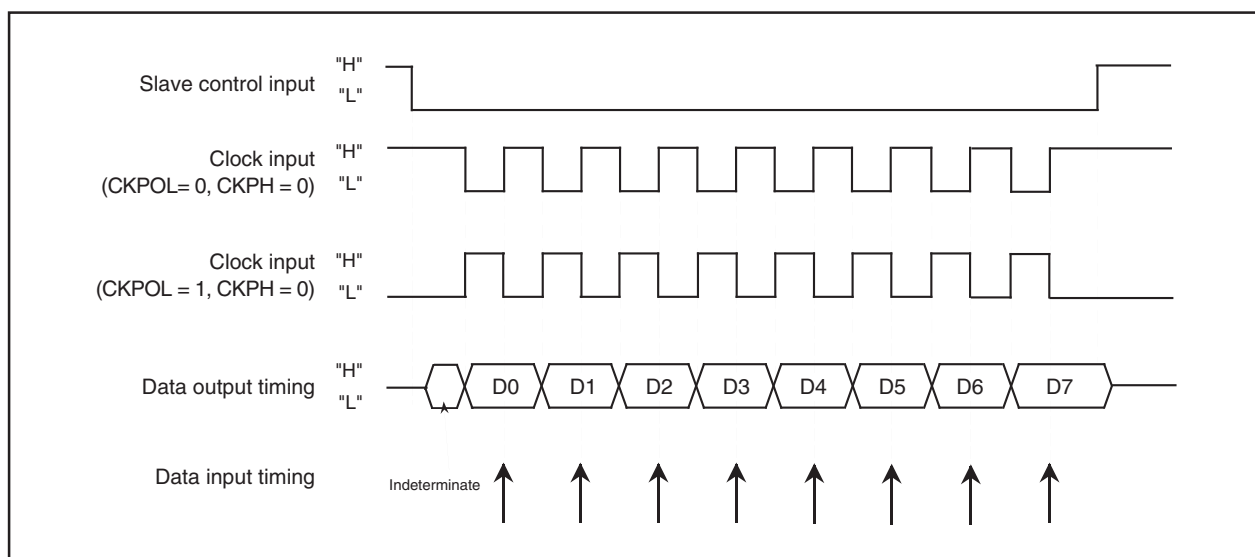 Slave control input
"H"
"L"
Clock input
(CKPOL= 0, CKPH = 0)
"H"
"L"
Clock input
(CKPOL = 1, CKPH = 0)
"H"
"L"
Data output timing
"H"
"L"
D0 D1 D2 D3 D4 D5 D6 D7
Data input timing
Indeterminate